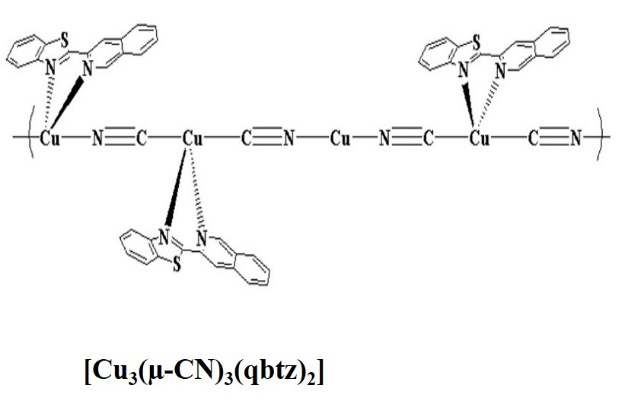 S S
N N N N
( Cu N C Cu C N Cu N C Cu C N )
N N
S
[Cu₃(μ-CN)₃(qbtz)₂]